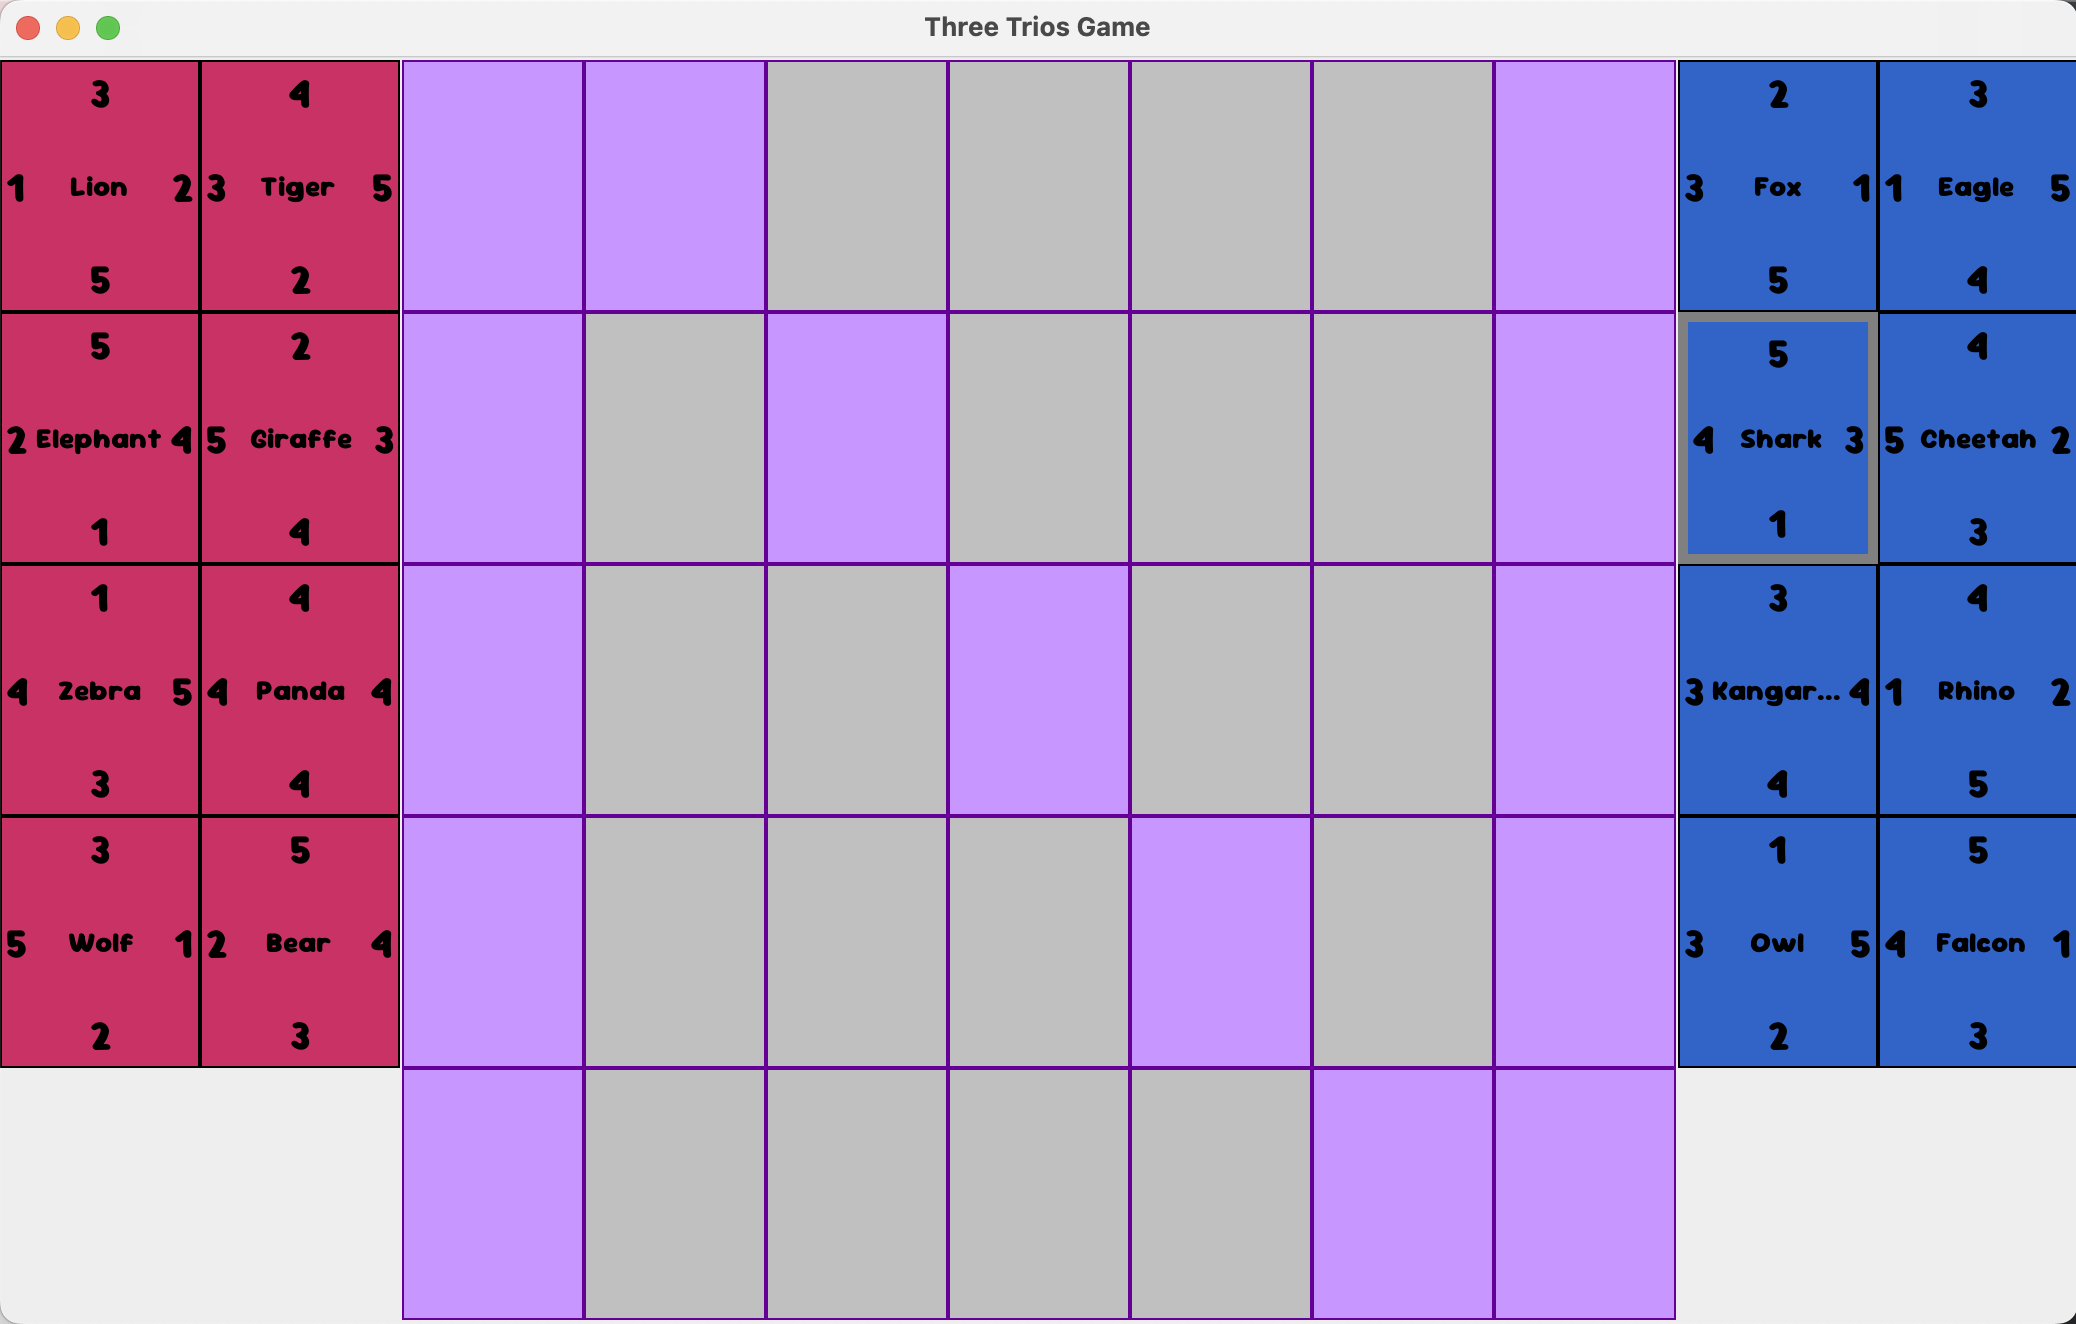 Three Trios Game
3 4
1 Lion 2 3 Tiger 5
5 2
5 2
2 Elephant 4 5 Giraffe 3
1 4
1 4
4 Zebra 5 4 Panda 4
3 4
3 5
5 Wolf 1 2 Bear 4
2 3
2 3
3 Fox 1 1 Eagle 5
5 4
5 4
4 Shark 3 5 Cheetah 2
1 3
3 4
3 Kangar... 4 1 Rhino 2
4 5
1 5
3 Owl 5 4 Falcon 1
2 3